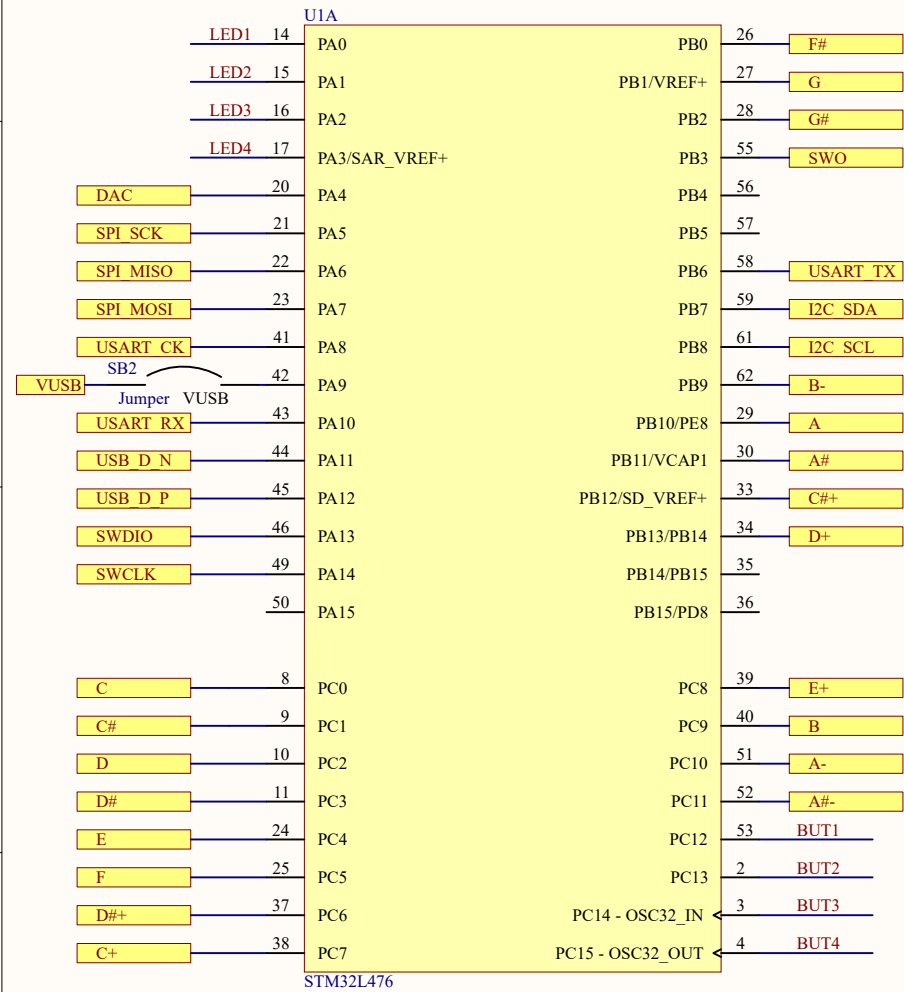 U1A
LED1 14 PA0 PB0 26 F#
LED2 15 PA1 PB1/VREF+ 27 G
LED3 16 PA2 PB2 28 G#
LED4 17 PA3/SAR_VREF+ PB3 55 SWO
DAC 20 PA4 PB4 56
SPI_SCK 21 PA5 PB5 57
SPI_MISO 22 PA6 PB6 58 USART_TX
SPI_MOSI 23 PA7 PB7 59 I2C_SDA
USART_CK 41 PA8 PB8 61 I2C_SCL
SB2
VUSB 42 PA9 PB9 62 B-
Jumper VUSB
USART_RX 43 PA10 PB10/PE8 29 A
USB_D_N 44 PA11 PB11/VCAP1 30 A#
USB_D_P 45 PA12 PB12/SD_VREF+ 33 C#+
SWDIO 46 PA13 PB13/PB14 34 D+
SWCLK 49 PA14 PB14/PB15 35
50 PA15 PB15/PD8 36
C 8 PC0 PC8 39 E+
C# 9 PC1 PC9 40 B
D 10 PC2 PC10 51 A-
D# 11 PC3 PC11 52 A#-
E 24 PC4 PC12 53 BUT1
F 25 PC5 PC13 2 BUT2
D#+ 37 PC6 PC14 - OSC32_IN 3 BUT3
C+ 38 PC7 PC15 - OSC32_OUT 4 BUT4
STM32L476